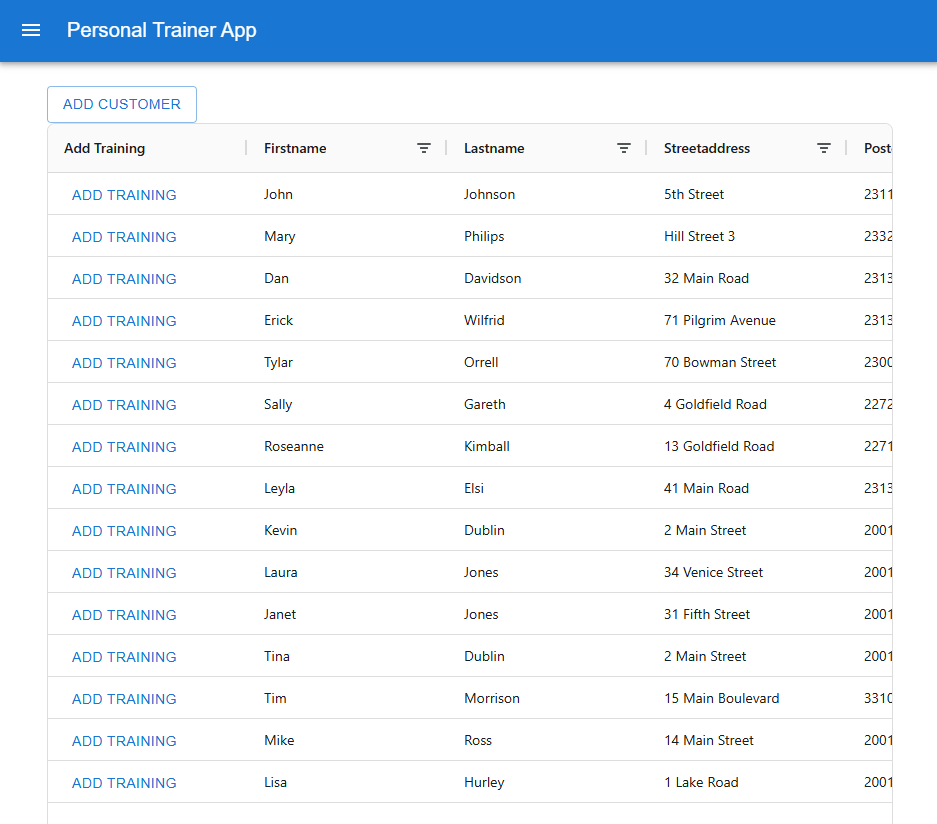 Personal Trainer App
ADD CUSTOMER
Add Training Firstname Lastname Streetaddress Post
ADD TRAINING John Johnson 5th Street 2311
ADD TRAINING Mary Philips Hill Street 3 2332
ADD TRAINING Dan Davidson 32 Main Road 2313
ADD TRAINING Erick Wilfrid 71 Pilgrim Avenue 2313
ADD TRAINING Tylar Orrell 70 Bowman Street 2300
ADD TRAINING Sally Gareth 4 Goldfield Road 2272
ADD TRAINING Roseanne Kimball 13 Goldfield Road 2271
ADD TRAINING Leyla Elsi 41 Main Road 2313
ADD TRAINING Kevin Dublin 2 Main Street 2001
ADD TRAINING Laura Jones 34 Venice Street 2001
ADD TRAINING Janet Jones 31 Fifth Street 2001
ADD TRAINING Tina Dublin 2 Main Street 2001
ADD TRAINING Tim Morrison 15 Main Boulevard 3310
ADD TRAINING Mike Ross 14 Main Street 2001
ADD TRAINING Lisa Hurley 1 Lake Road 2001